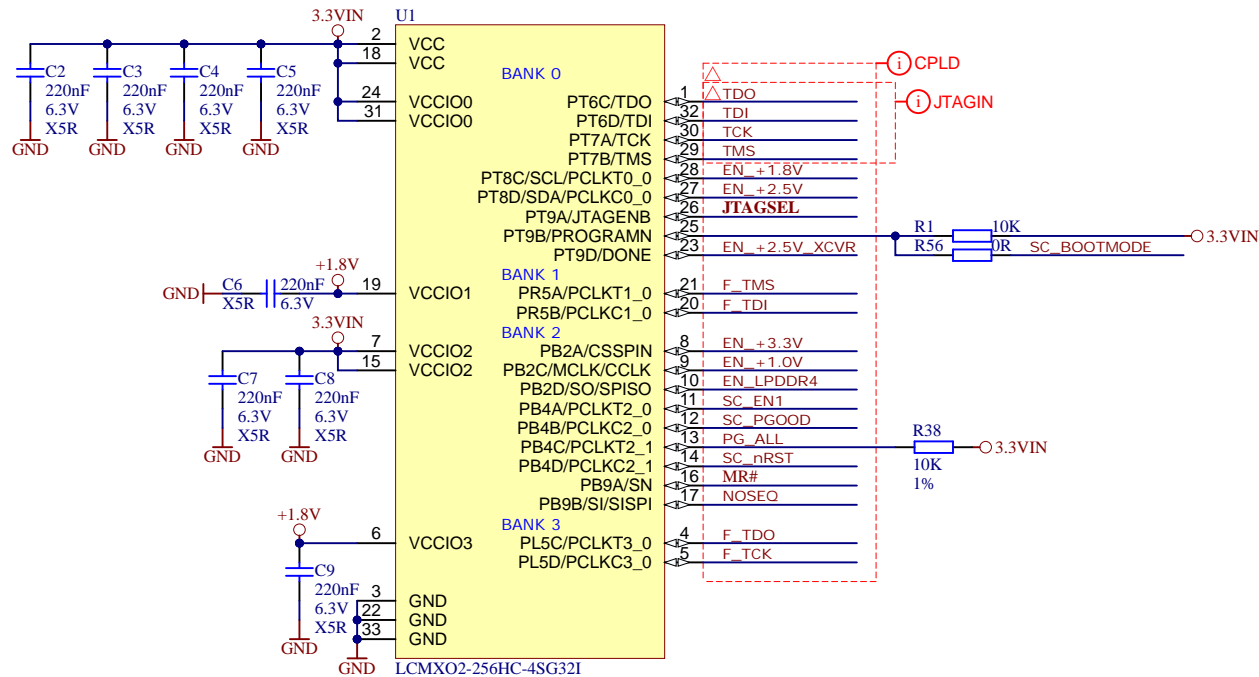 U1
3.3VIN
2 VCC
18 VCC
C2 220nF 6.3V X5R GND
C3 220nF 6.3V X5R GND
C4 220nF 6.3V X5R GND
C5 220nF 6.3V X5R GND
24 VCCIO0
31 VCCIO0
BANK 0
CPLD
JTAGIN
PT6C/TDO 1 TDO
PT6D/TDI 32 TDI
PT7A/TCK 30 TCK
PT7B/TMS 29 TMS
PT8C/SCL/PCLKT0_0 28 EN_+1.8V
PT8D/SDA/PCLKC0_0 27 EN_+2.5V
PT9A/JTAGENB 26 JTAGSEL
PT9B/PROGRAMN 25
R1 10K 3.3VIN
R56 0R SC_BOOTMODE
PT9D/DONE 23 EN_+2.5V_XCVR
BANK 1
+1.8V
GND C6 X5R 220nF 6.3V
19 VCCIO1
PR5A/PCLKT1_0 21 F_TMS
PR5B/PCLKC1_0 20 F_TDI
BANK 2
3.3VIN
7 VCCIO2
15 VCCIO2
C7 220nF 6.3V X5R GND
C8 220nF 6.3V X5R GND
PB2A/CSSPIN 8 EN_+3.3V
PB2C/MCLK/CCLK 9 EN_+1.0V
PB2D/SO/SPISO 10 EN_LPDDR4
PB4A/PCLKT2_0 11 SC_EN1
PB4B/PCLKC2_0 12 SC_PGOOD
PB4C/PCLKT2_1 13 PG_ALL
R38 10K 1% 3.3VIN
PB4D/PCLKC2_1 14 SC_nRST
PB9A/SN 16 MR#
PB9B/SI/SISPI 17 NOSEQ
BANK 3
+1.8V
6 VCCIO3
C9 220nF 6.3V X5R GND
PL5C/PCLKT3_0 4 F_TDO
PL5D/PCLKC3_0 5 F_TCK
3 GND
22 GND
33 GND
GND
LCMXO2-256HC-4SG32I